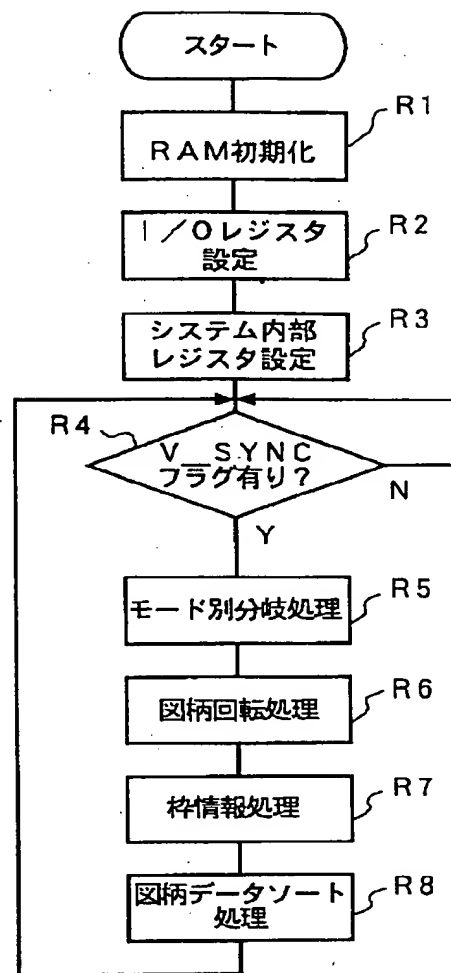 スタート
RAM初期化
R1
I/Oレジスタ
設定
R2
システム内部
レジスタ設定
R3
R4
V_SYNC
フラグ有り?
N
Y
モード別分岐処理
R5
図柄回転処理
R6
枠情報処理
R7
図柄データソート
処理
R8